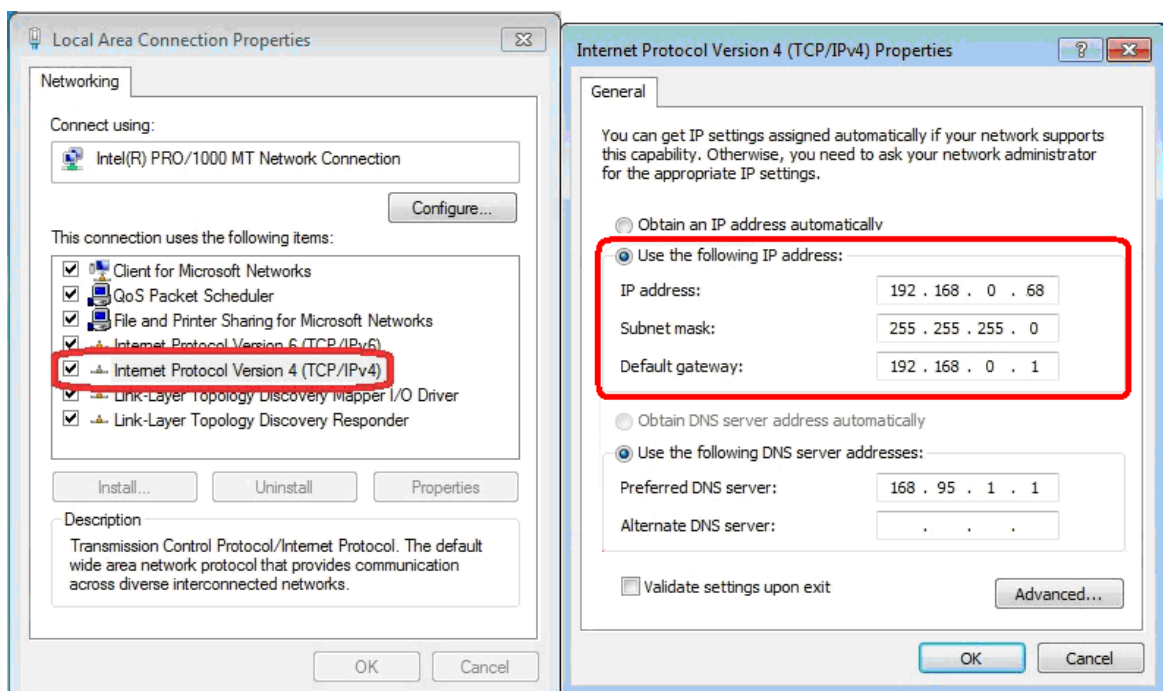 Local Area Connection Properties
Networking
Connect using:
Intel(R) PRO/1000 MT Network Connection
Configure...
This connection uses the following items:
Client for Microsoft Networks
QoS Packet Scheduler
File and Printer Sharing for Microsoft Networks
Internet Protocol Version 6 (TCP/IPv6)
Internet Protocol Version 4 (TCP/IPv4)
Link-Layer Topology Discovery Mapper I/O Driver
Link-Layer Topology Discovery Responder
Install...
Uninstall
Properties
Description
Transmission Control Protocol/Internet Protocol. The default
wide area network protocol that provides communication
across diverse interconnected networks.
OK
Cancel
Internet Protocol Version 4 (TCP/IPv4) Properties
General
You can get IP settings assigned automatically if your network supports
this capability. Otherwise, you need to ask your network administrator
for the appropriate IP settings.
Obtain an IP address automatically
Use the following IP address:
IP address: 192 . 168 . 0 . 68
Subnet mask: 255 . 255 . 255 . 0
Default gateway: 192 . 168 . 0 . 1
Obtain DNS server address automatically
Use the following DNS server addresses:
Preferred DNS server: 168 . 95 . 1 . 1
Alternate DNS server: . . .
Validate settings upon exit
Advanced...
OK
Cancel